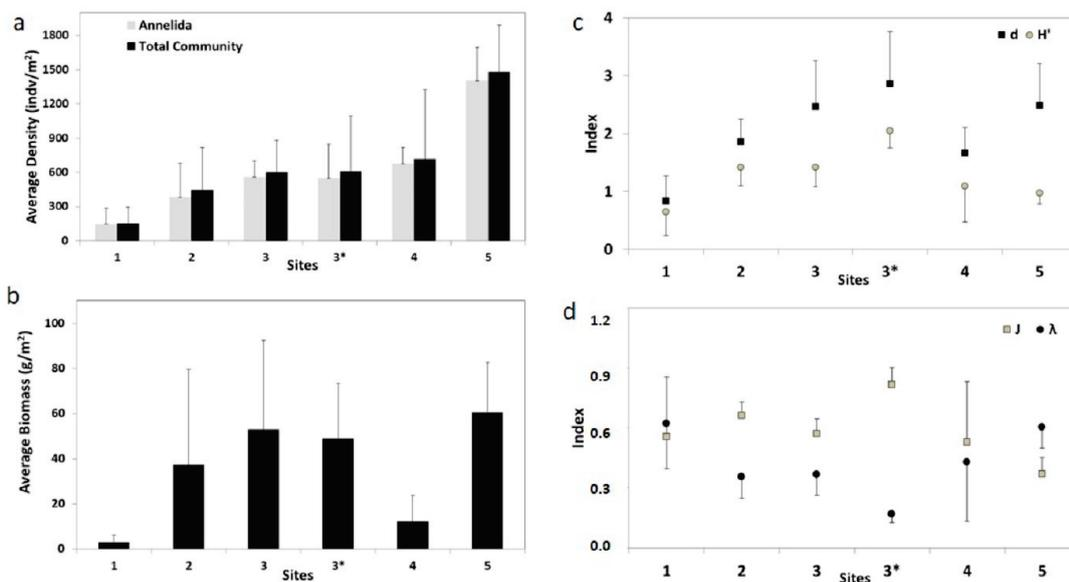 a
Annelida
Total Community
Average Density (indv/m²)
1800
1500
1200
900
600
300
0
1 2 3 3* 4 5
Sites
b
Average Biomass (g/m²)
100
80
60
40
20
0
1 2 3 3* 4 5
Sites
c
d H'
Index
4
3
2
1
0
1 2 3 3* 4 5
Sites
d
J λ
Index
1.2
0.9
0.6
0.3
0.0
1 2 3 3* 4 5
Sites